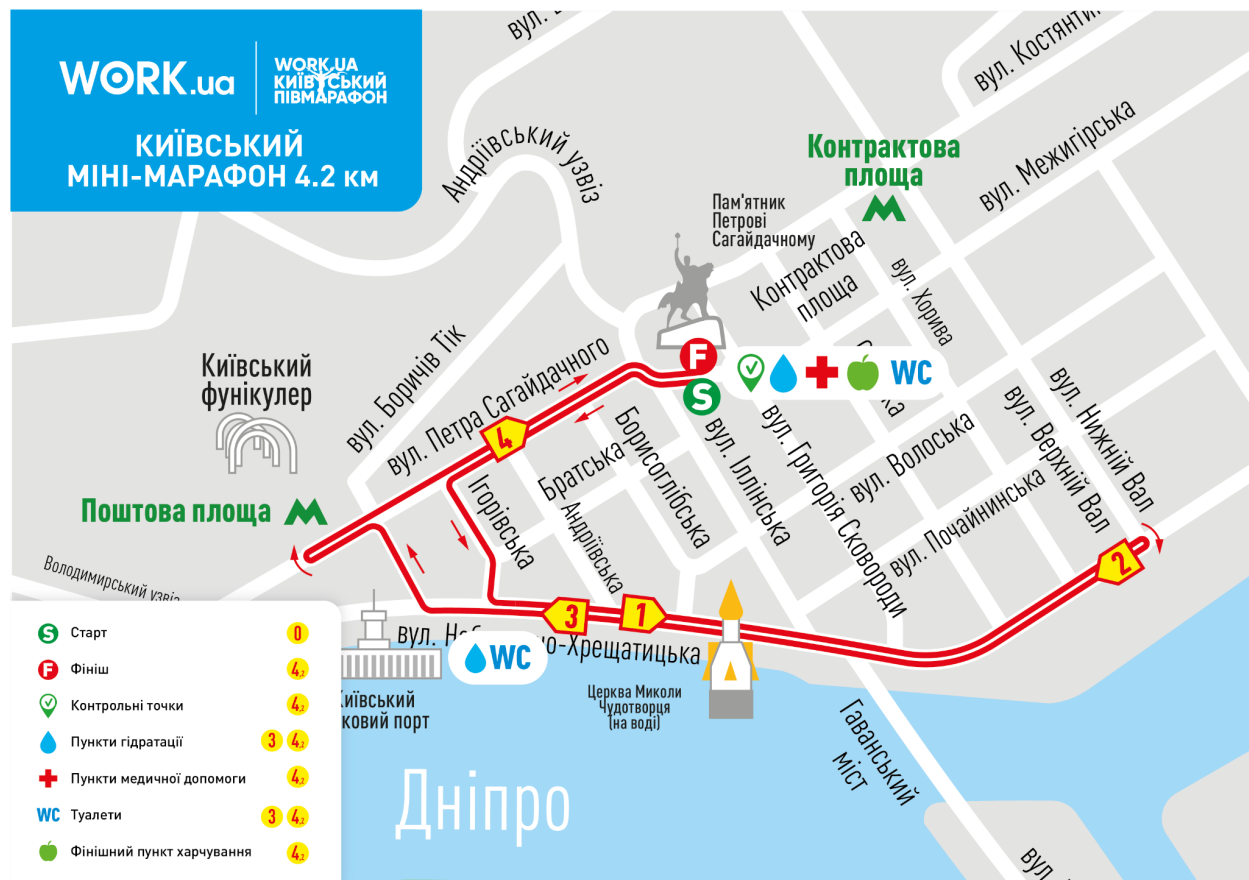 WORK.ua
WORK.UA
КИЇВСЬКИЙ
ПІВМАРАФОН
КИЇВСЬКИЙ
МІНІ-МАРАФОН 4.2 км
вул.
вул. Костянти
вул. Межигірська
Андріївський узвіз
Контрактова
площа
Пам'ятник
Петрові
Сагайдачному
Контрактова
площа
вул. Хорива
Київський
фунікулер
вул. Боричів Тік
вул. Петра Сагайдачного
F
S
WC
вул. Нижній Вал
вул. Верхній Вал
4
Борисоглібська
вул. Іллінська
вул. Григорія Сковороди
вул. Волоська
Братська
Ігорівська
Андріївська
вул. Почайнинська
Поштова площа
Володимирський узвіз
2
3
1
вул. Наб
но-Хрещатицька
WC
Київський
ковий порт
Церква Миколи
Чудотворця
(на воді)
Гаванський
міст
Дніпро
вул.
S Старт 0
F Фініш 4,2
Контрольні точки 4,2
Пункти гідратації 3 4,2
Пункти медичної допомоги 4,2
WC Туалети 3 4,2
Фінішний пункт харчування 4,2